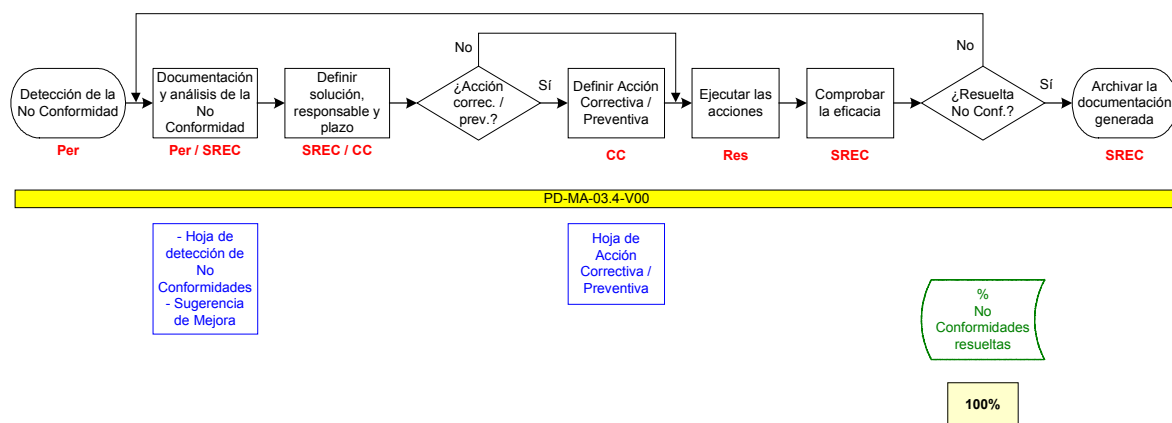 No
No
Detección de la
No Conformidad
Per
Documentación
y análisis de la
No
Conformidad
Per / SREC
Definir
solución,
responsable y
plazo
SREC / CC
¿Acción
correc. /
prev.?
Sí
Definir Acción
Correctiva /
Preventiva
CC
Ejecutar las
acciones
Res
Comprobar
la eficacia
SREC
¿Resuelta
No Conf.?
Sí
Archivar la
documentación
generada
SREC
PD-MA-03.4-V00
- Hoja de
detección de
No
Conformidades
- Sugerencia
de Mejora
Hoja de
Acción
Correctiva /
Preventiva
%
No
Conformidades
resueltas
100%